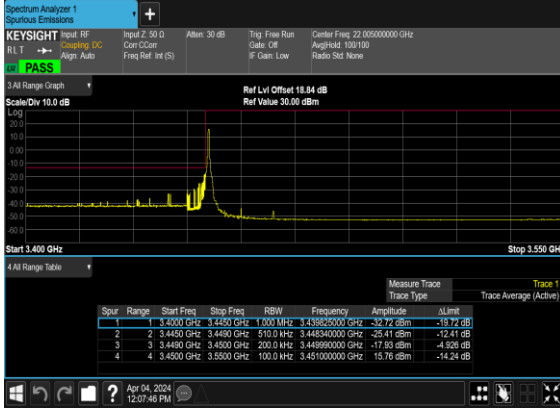 Spectrum Analyzer 1
Spurious Emissions
KEYSIGHT Input: RF Input Z: 50 Ω Atten: 30 dB Trig: Free Run Center Freq: 22.005000000 GHz
RLT Coupling: DC Corr CCorr Gate: Off Avg|Hold: 100/100
Align: Auto Freq Ref: Int (S) IF Gain: Low Radio Std: None
LXI PASS
3 All Range Graph
Ref Lvl Offset 18.84 dB
Scale/Div 10.0 dB Ref Value 30.00 dBm
Log
20.0
10.0
0.00
-10.0
-20.0
-30.0
-40.0
-50.0
-60.0
Start 3.400 GHz Stop 3.550 GH
4 All Range Table
Measure Trace Trace 1
Trace Type Trace Average (Active)
Spur Range Start Freq Stop Freq RBW Frequency Amplitude ΔLimit
1 1 3.4000 GHz 3.4450 GHz 1.000 MHz 3.439825000 GHz -32.72 dBm -19.72 dB
2 2 3.4450 GHz 3.4490 GHz 510.0 kHz 3.448340000 GHz -25.41 dBm -12.41 dB
3 3 3.4490 GHz 3.4500 GHz 200.0 kHz 3.449990000 GHz -17.93 dBm -4.926 dB
4 4 3.4500 GHz 3.5500 GHz 100.0 kHz 3.451000000 GHz 15.76 dBm -14.24 dB
Apr 04, 2024
12:07:46 PM